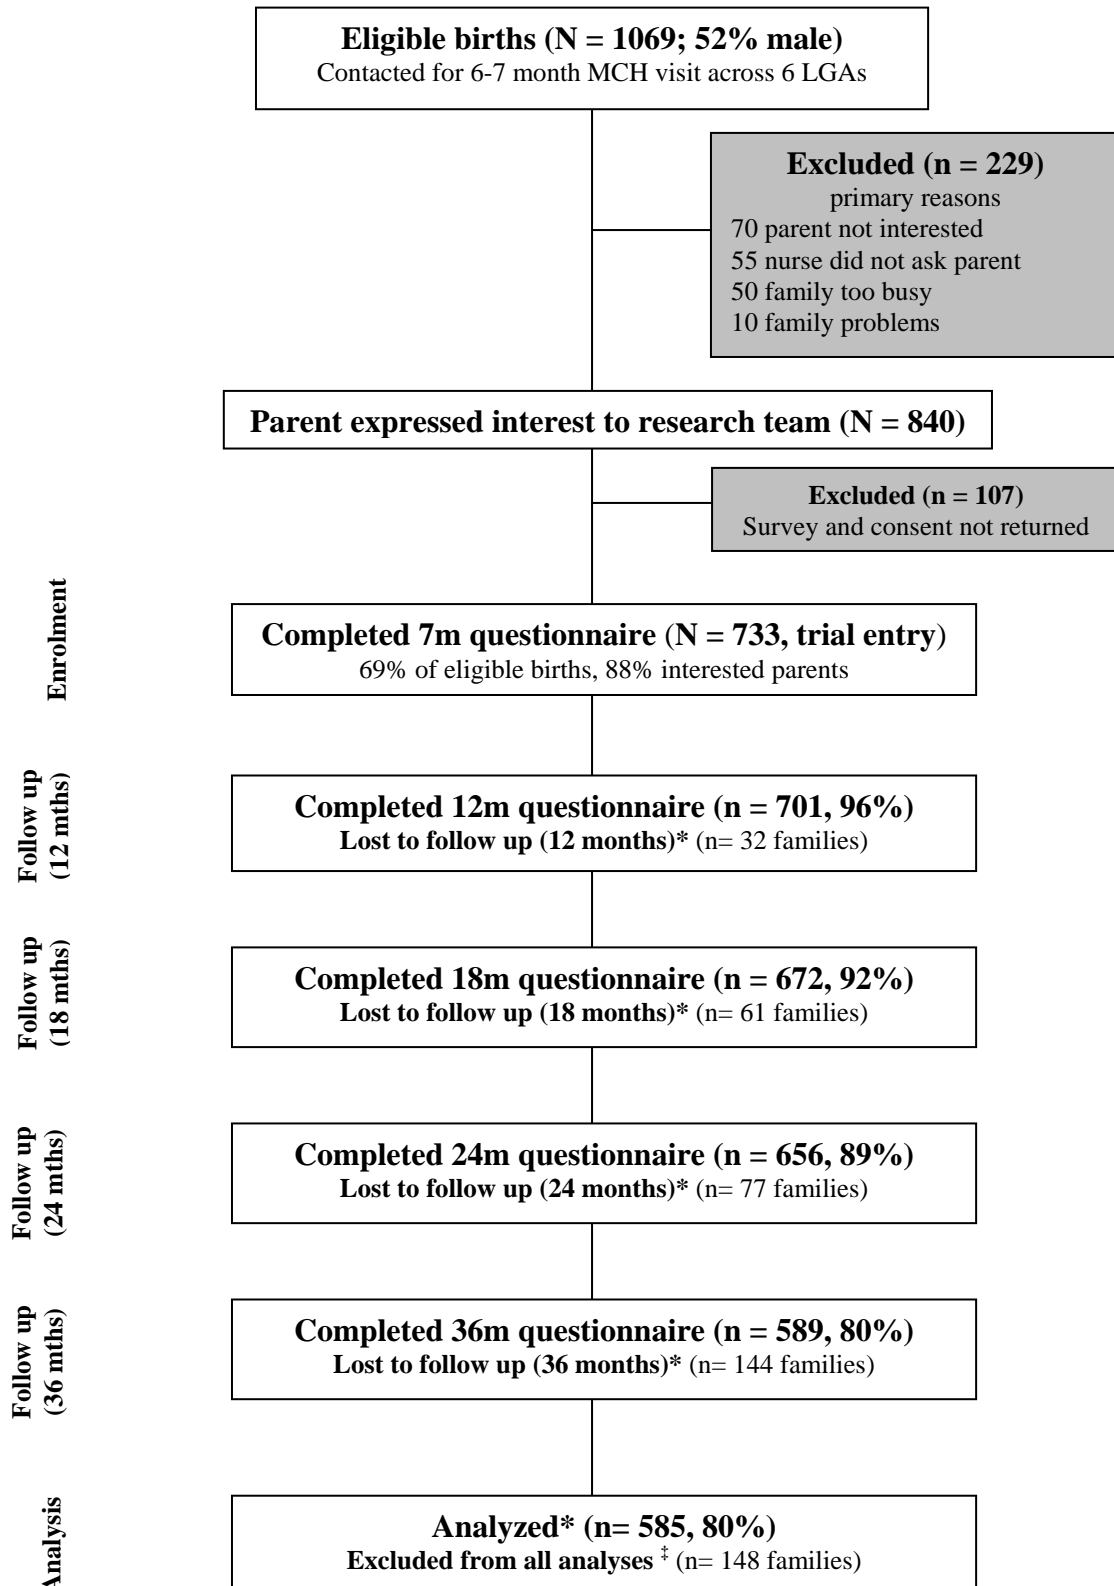 Eligible births (N = 1069; 52% male)
Contacted for 6-7 month MCH visit across 6 LGAs
Excluded (n = 229)
primary reasons
70 parent not interested
55 nurse did not ask parent
50 family too busy
10 family problems
Parent expressed interest to research team (N = 840)
Excluded (n = 107)
Survey and consent not returned
Enrolment
Completed 7m questionnaire (N = 733, trial entry)
69% of eligible births, 88% interested parents
Follow up
(12 mths)
Completed 12m questionnaire (n = 701, 96%)
Lost to follow up (12 months)* (n= 32 families)
Follow up
(18 mths)
Completed 18m questionnaire (n = 672, 92%)
Lost to follow up (18 months)* (n= 61 families)
Follow up
(24 mths)
Completed 24m questionnaire (n = 656, 89%)
Lost to follow up (24 months)* (n= 77 families)
Follow up
(36 mths)
Completed 36m questionnaire (n = 589, 80%)
Lost to follow up (36 months)* (n= 144 families)
Analysis
Analyzed* (n= 585, 80%)
Excluded from all analyses ‡ (n= 148 families)